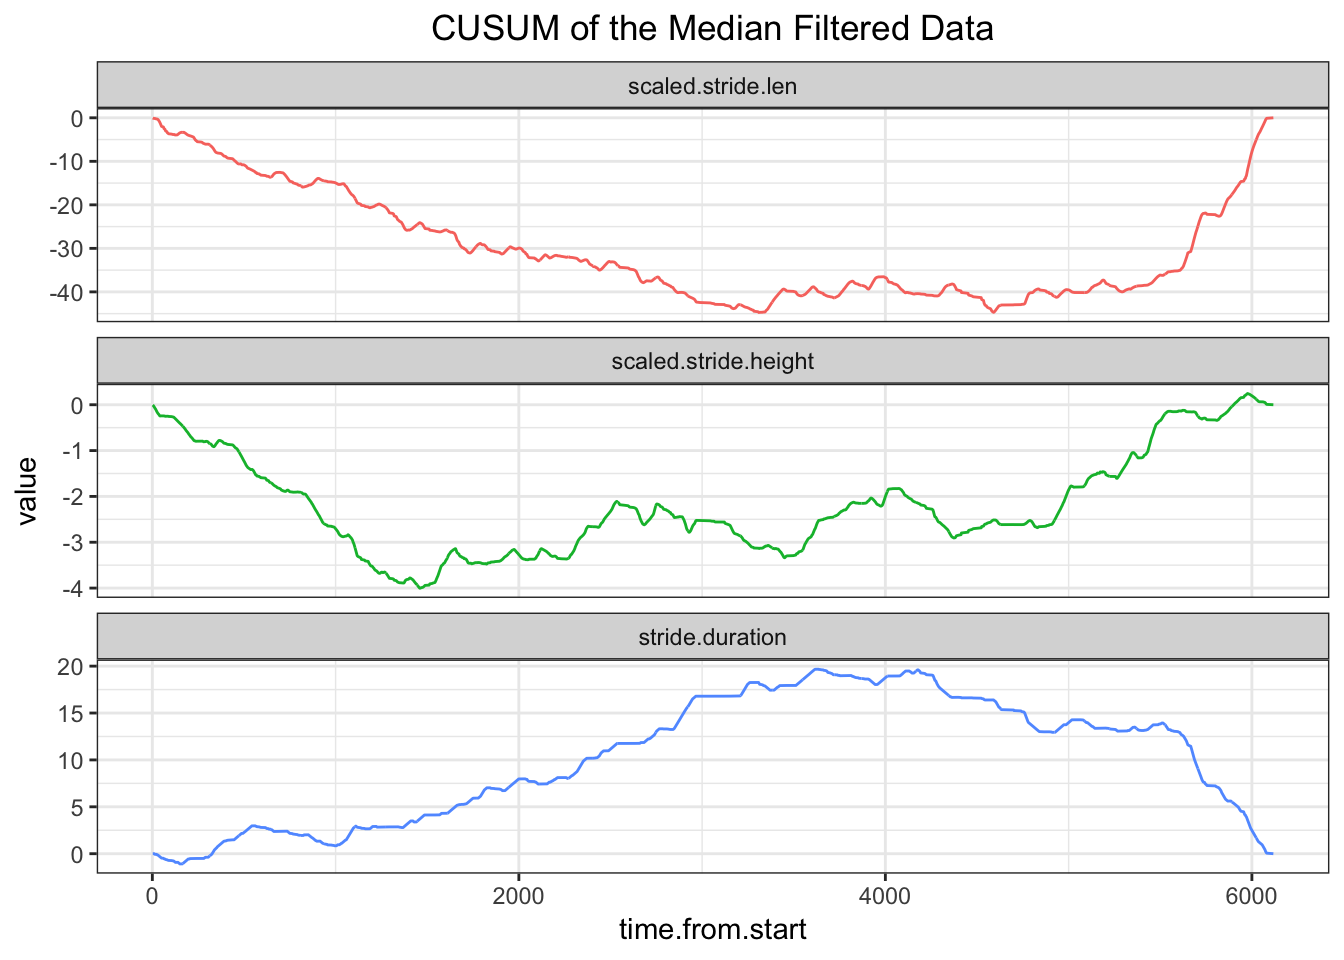 CUSUM of the Median Filtered Data
scaled.stride.len
0
-10
-20
-30
-40
scaled.stride.height
0
-1
-2
-3
-4
value
stride.duration
20
15
10
5
0
0 2000 4000 6000
time.from.start